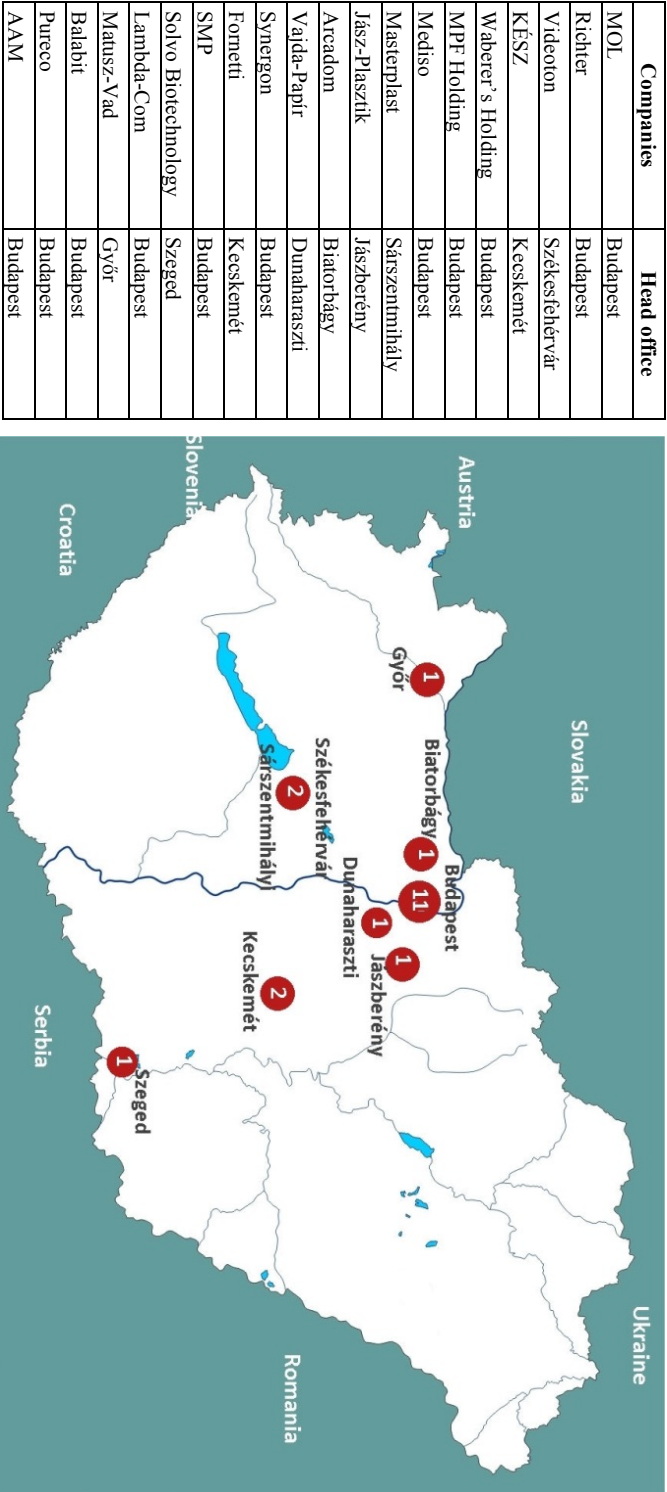 Companies Head office
MOL Budapest
Richter Budapest
Videoton Székesfehérvár
KÉSZ Kecskemét
Waberer's Holding Budapest
MPF Holding Budapest
Mediso Budapest
Masterplast Sárszentmihály
Jász-Plasztik Jászberény
Arcadom Biatorbágy
Vajda-Papír Dunaharaszti
Synergon Budapest
Fornetti Kecskemét
SMP Budapest
Solvo Biotechnology Szeged
Lambda-Com Budapest
Matusz-Vad Győr
Balabit Budapest
Pureco Budapest
AAM Budapest
Slovakia
Ukraine
Austria
Budapest
1
Győr
Biatorbágy
1
11
1
Jászberény
1
Dunaharaszti
Székesfehérvár
2
Sárszentmihály
2
Kecskemét
Romania
Slovenia
Szeged
1
Croatia
Serbia